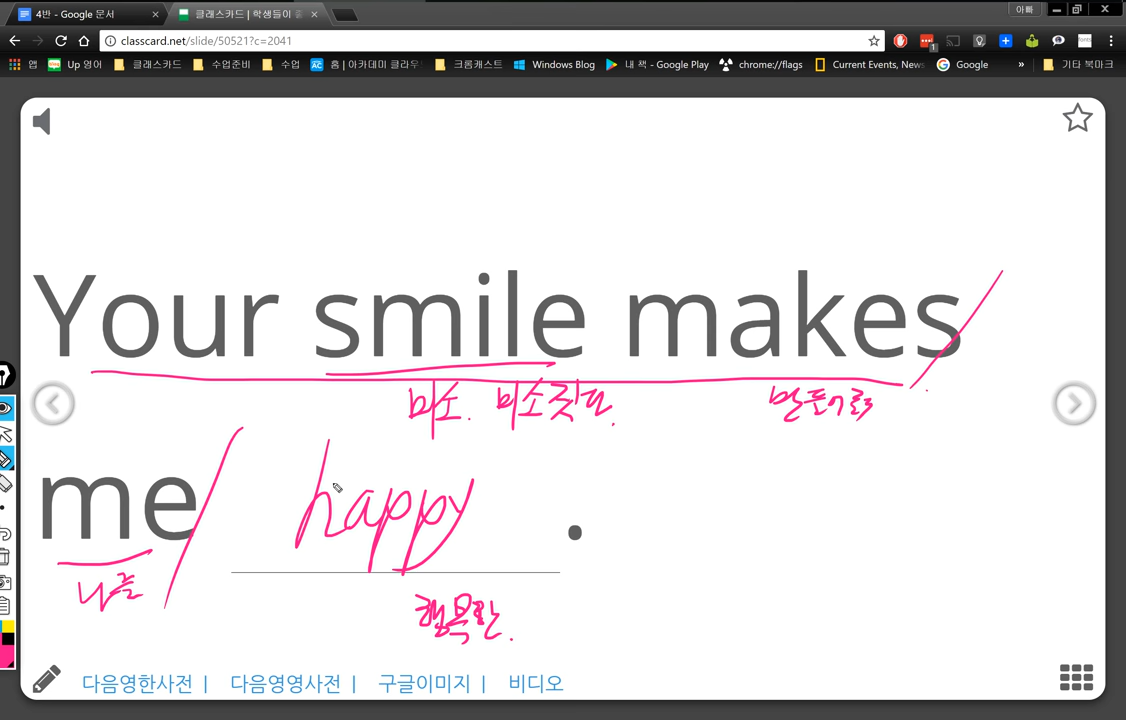 4반 - Google 문서
클래스카드 | 학생들이 좋
아빠
classcard.net/slide/50521?c=2041
앱 Up 영어 클래스카드 수업준비 수업 홈 | 아카데미 클라우 크롬캐스트 Windows Blog 내 책 - Google Play chrome://flags Current Events, News Google » 기타 북마크
Your smile makes
미소. 미소짓다. 만들어줘
me happy .
나를 행복한.
다음영한사전 | 다음영영사전 | 구글이미지 | 비디오